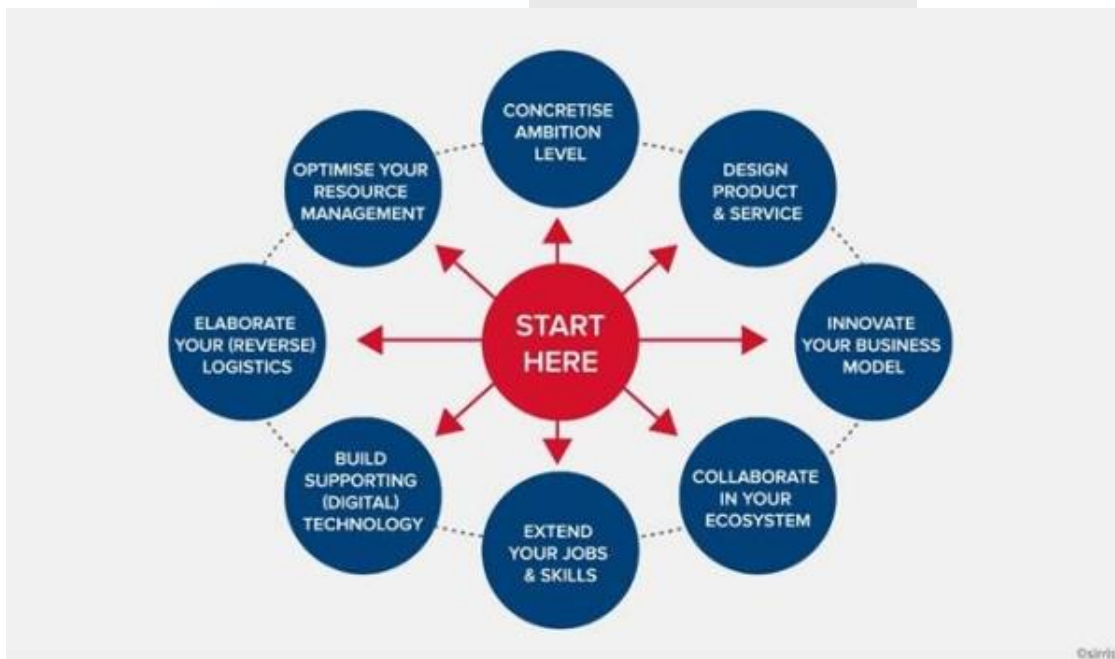 CONCRETISE
AMBITION
LEVEL
DESIGN
PRODUCT
& SERVICE
INNOVATE
YOUR BUSINESS
MODEL
COLLABORATE
IN YOUR
ECOSYSTEM
EXTEND
YOUR JOBS
& SKILLS
BUILD
SUPPORTING
(DIGITAL)
TECHNOLOGY
ELABORATE
YOUR (REVERSE)
LOGISTICS
OPTIMISE YOUR
RESOURCE
MANAGEMENT
START
HERE